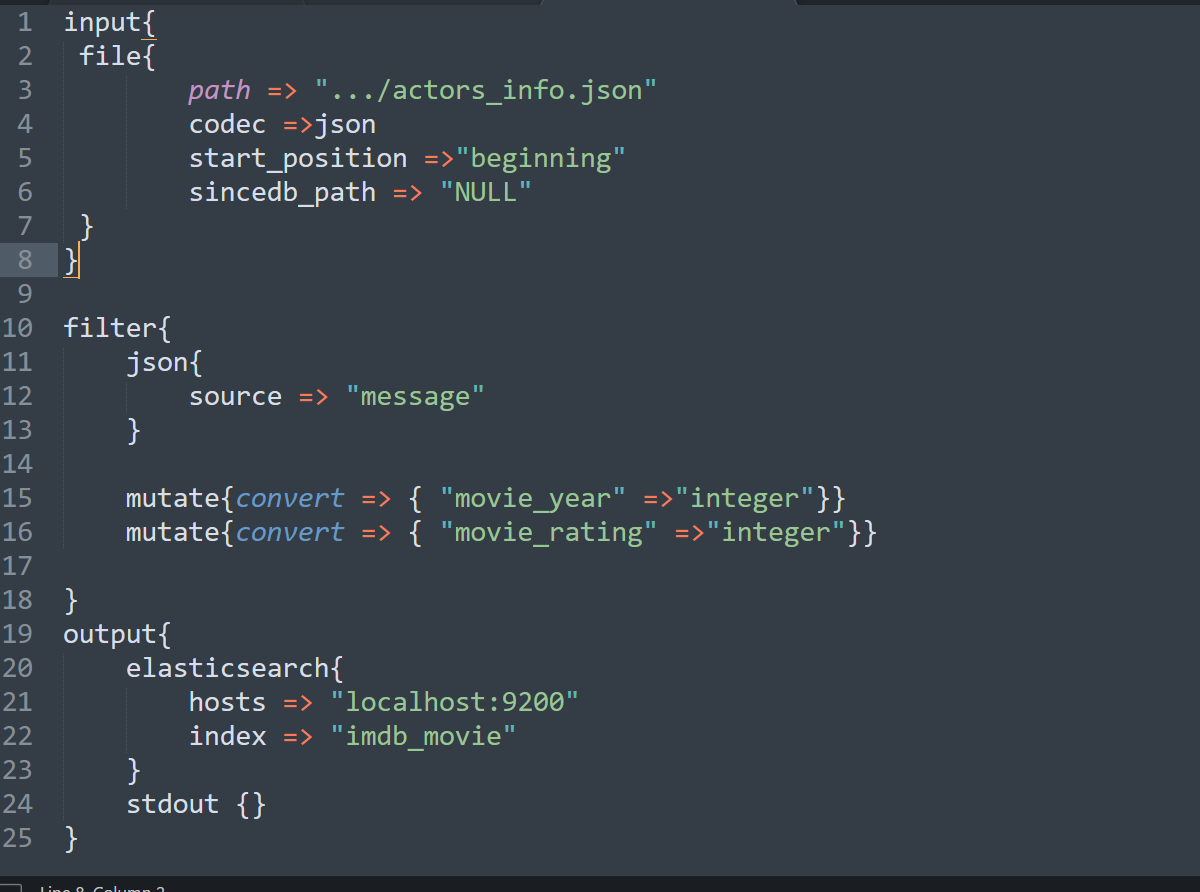 1 input{
2 file{
3 path => ".../actors_info.json"
4 codec =>json
5 start_position =>"beginning"
6 sincedb_path => "NULL"
7 }
8 }
9
10 filter{
11 json{
12 source => "message"
13 }
14
15 mutate{convert => { "movie_year" =>"integer"}}
16 mutate{convert => { "movie_rating" =>"integer"}}
17
18 }
19 output{
20 elasticsearch{
21 hosts => "localhost:9200"
22 index => "imdb_movie"
23 }
24 stdout {}
25 }
Line 8, Column 2